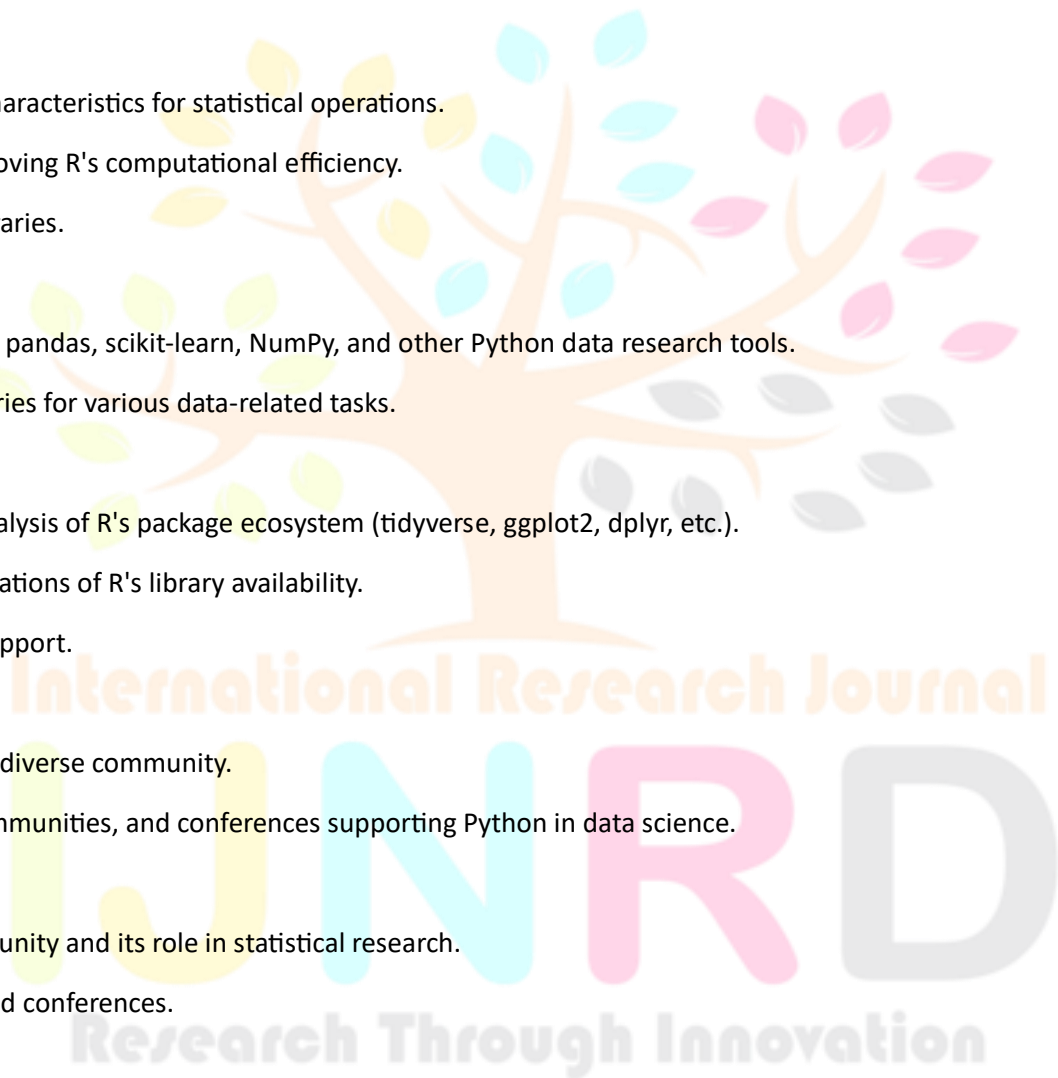 haracteristics for statistical operations.
oving R's computational efficiency.
aries.
pandas, scikit-learn, NumPy, and other Python data research tools.
ries for various data-related tasks.
alysis of R's package ecosystem (tidyverse, ggplot2, dplyr, etc.).
ations of R's library availability.
pport.
International Research Journal
diverse community.
mmunities, and conferences supporting Python in data science.
IJNRD
unity and its role in statistical research.
d conferences.
Research Through Innovation